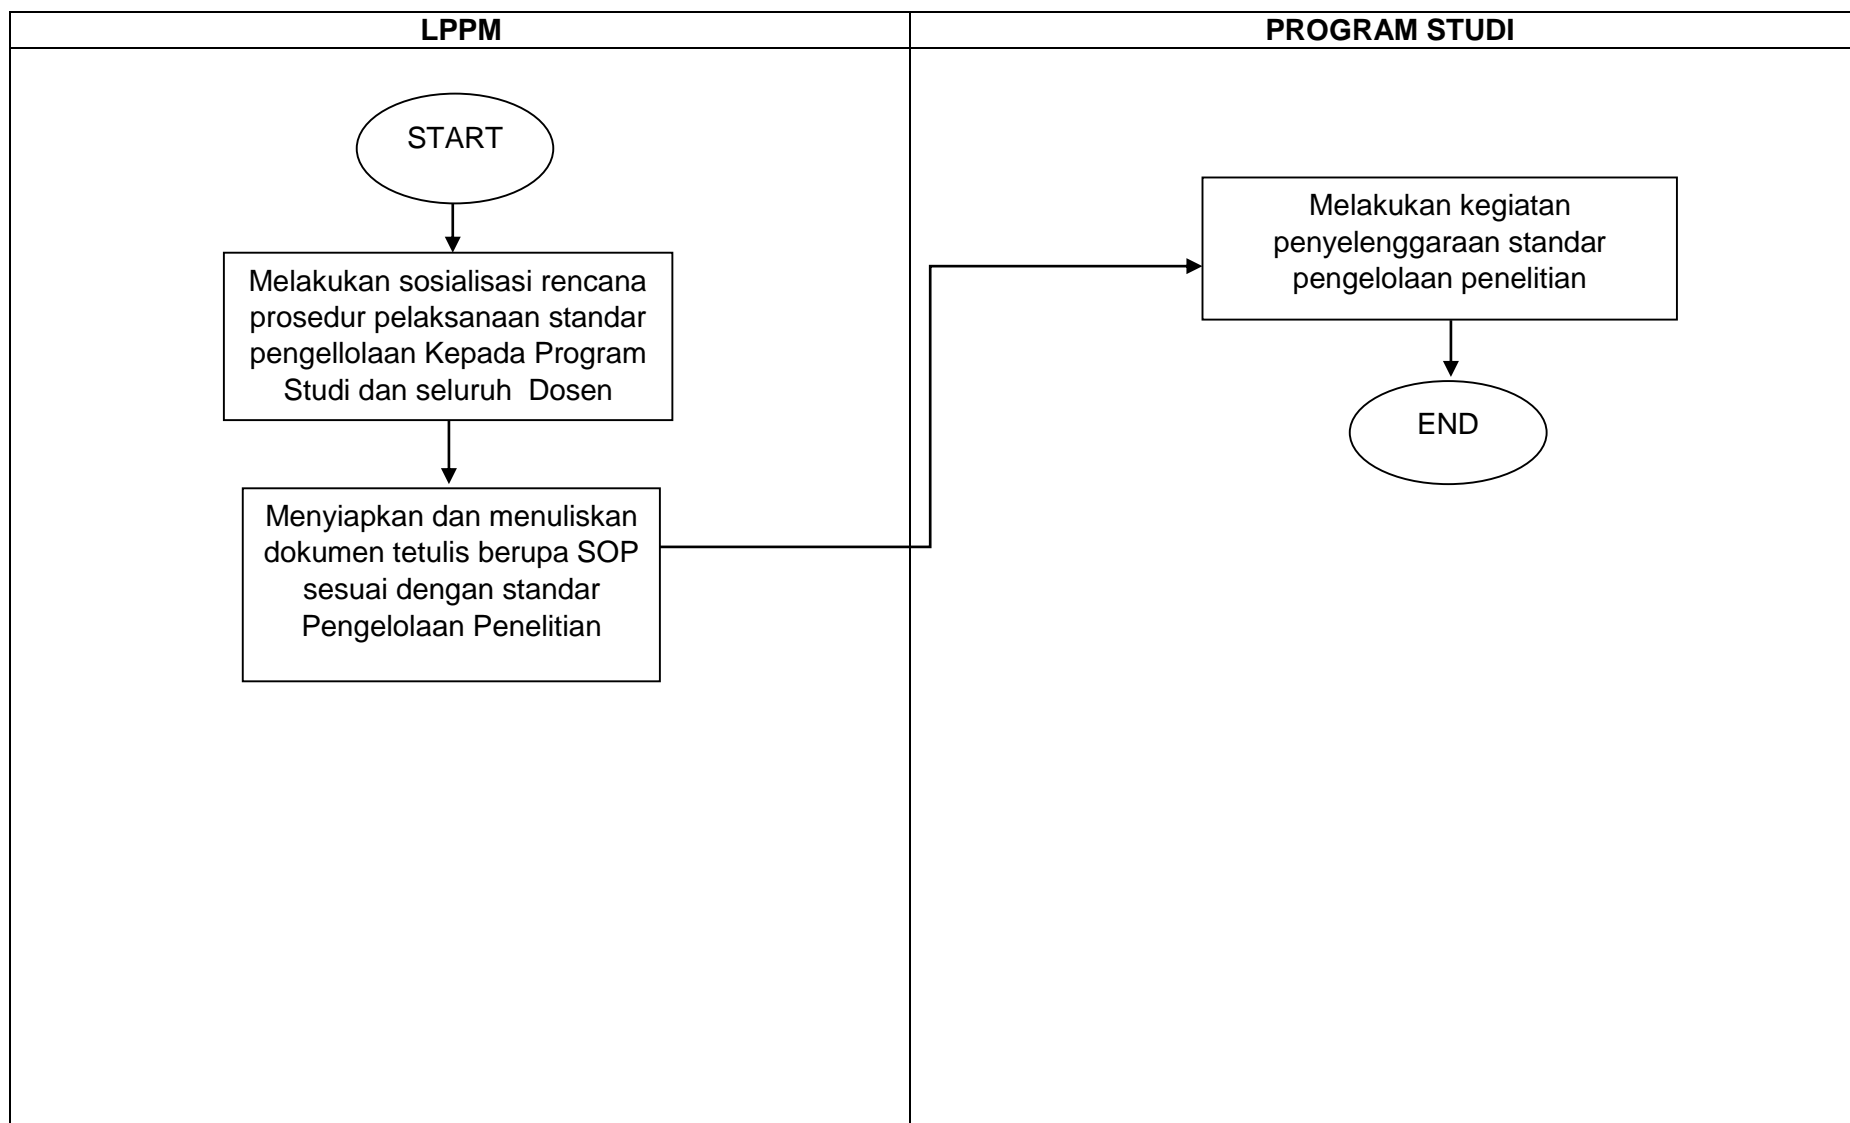 LPPM
PROGRAM STUDI
START
Melakukan sosialisasi rencana
prosedur pelaksanaan standar
pengellolaan Kepada Program
Studi dan seluruh  Dosen
Menyiapkan dan menuliskan
dokumen tetulis berupa SOP
sesuai dengan standar
Pengelolaan Penelitian
Melakukan kegiatan
penyelenggaraan standar
pengelolaan penelitian
END